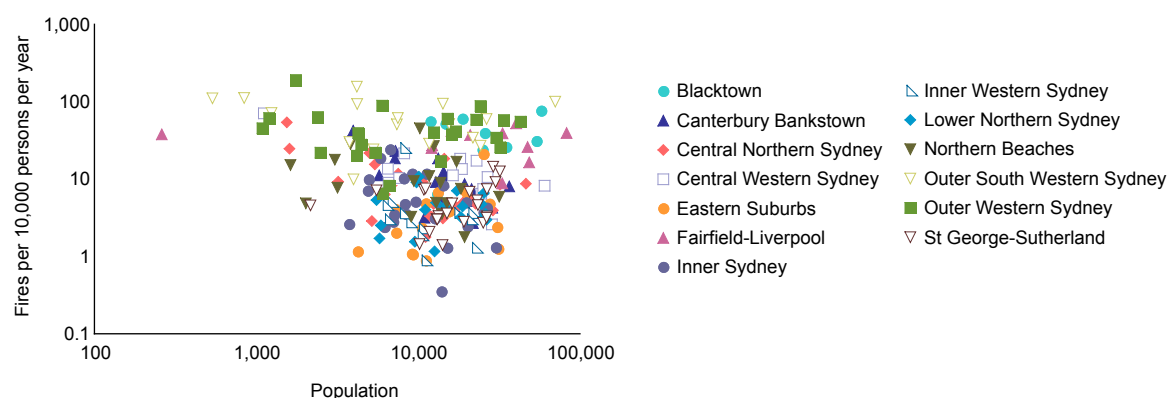 Fires per 10,000 persons per year
1,000
100
10
1
0.1
100
1,000
10,000
100,000
Population
Blacktown
Canterbury Bankstown
Central Northern Sydney
Central Western Sydney
Eastern Suburbs
Fairfield-Liverpool
Inner Sydney
Inner Western Sydney
Lower Northern Sydney
Northern Beaches
Outer South Western Sydney
Outer Western Sydney
St George-Sutherland